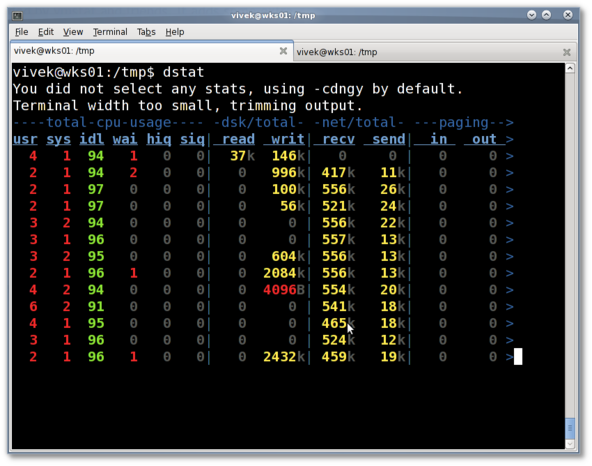 vivek@wks01: /tmp
File Edit View Terminal Tabs Help
vivek@wks01: /tmp vivek@wks01: /tmp
vivek@wks01:/tmp$ dstat
You did not select any stats, using -cdngy by default.
Terminal width too small, trimming output.
----total-cpu-usage---- -dsk/total- -net/total- ---paging-->
usr sys idl wai hiq siq| read writ| recv send| in out >
4 1 94 1 0 0| 37k 146k| 0 0 | 0 0 >
2 1 94 2 0 0| 0 996k| 417k 11k| 0 0 >
2 1 97 0 0 0| 0 100k| 556k 26k| 0 0 >
2 1 97 0 0 0| 0 56k| 521k 24k| 0 0 >
3 2 94 0 0 0| 0 0 | 556k 22k| 0 0 >
3 1 96 0 0 0| 0 0 | 557k 13k| 0 0 >
3 2 95 0 0 0| 0 604k| 556k 13k| 0 0 >
2 1 96 1 0 0| 0 2084k| 556k 13k| 0 0 >
4 2 94 0 0 0| 0 4096B| 554k 20k| 0 0 >
6 2 91 0 0 0| 0 0 | 541k 18k| 0 0 >
4 1 95 0 0 0| 0 0 | 465k 18k| 0 0 >
3 1 96 0 0 0| 0 0 | 524k 12k| 0 0 >
2 1 96 1 0 0| 0 2432k| 459k 19k| 0 0 >